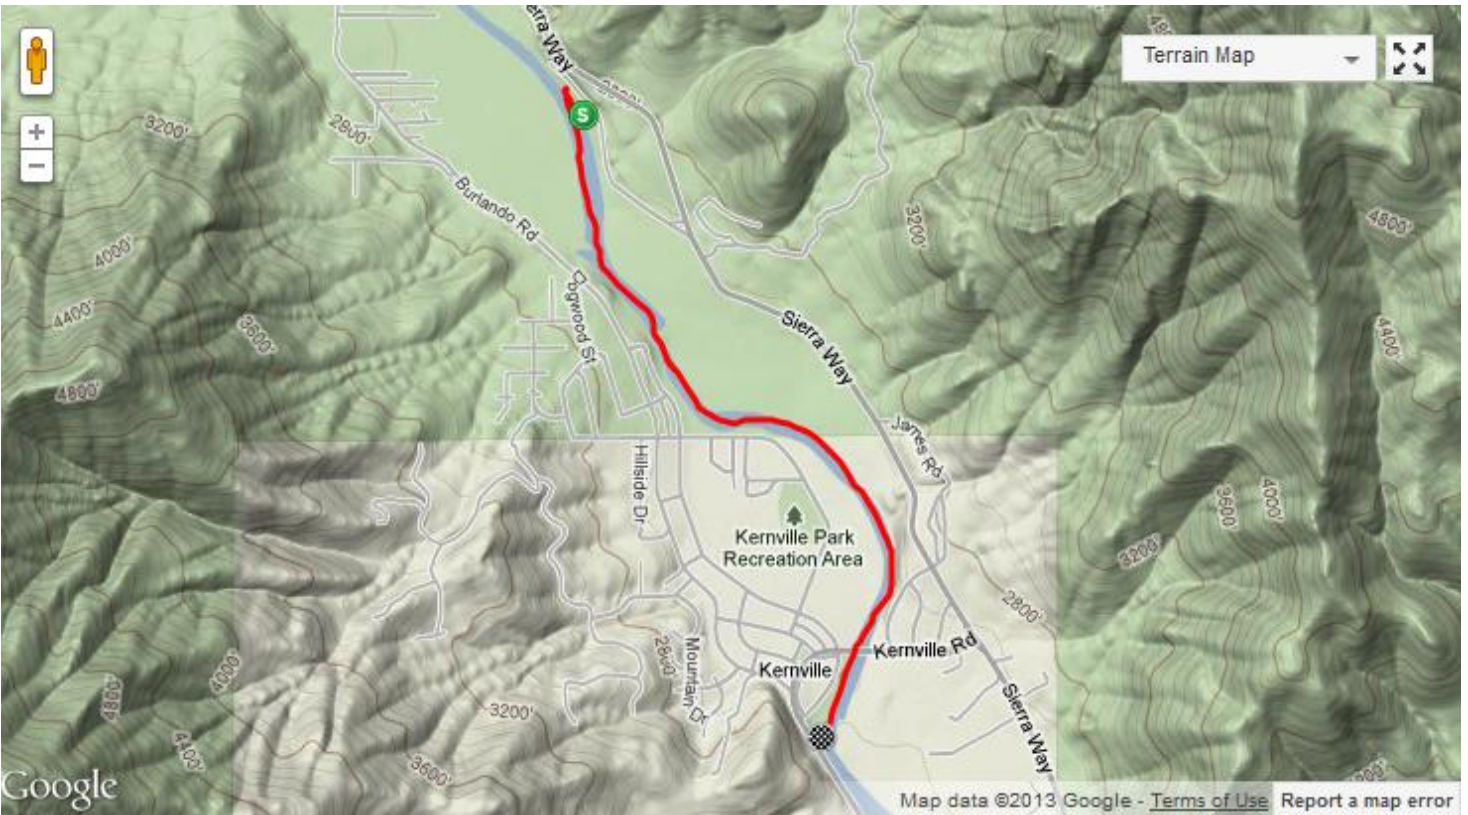 erra Way
Terrain Map
S
2800'
3200'
2800'
Burlando Rd
3200'
4800'
4000'
4400'
Dogwood St
3600'
Sierra Way
4400'
4800'
James Rd
Hillside Dr
3600'
4000'
Kernville Park
Recreation Area
3200'
2800'
Kernville Rd
2800'
Mountain Dr
Kernville
4000'
4800'
3200'
Sierra Way
4400'
3600'
Google
Map data ©2013 Google - Terms of Use
Report a map error